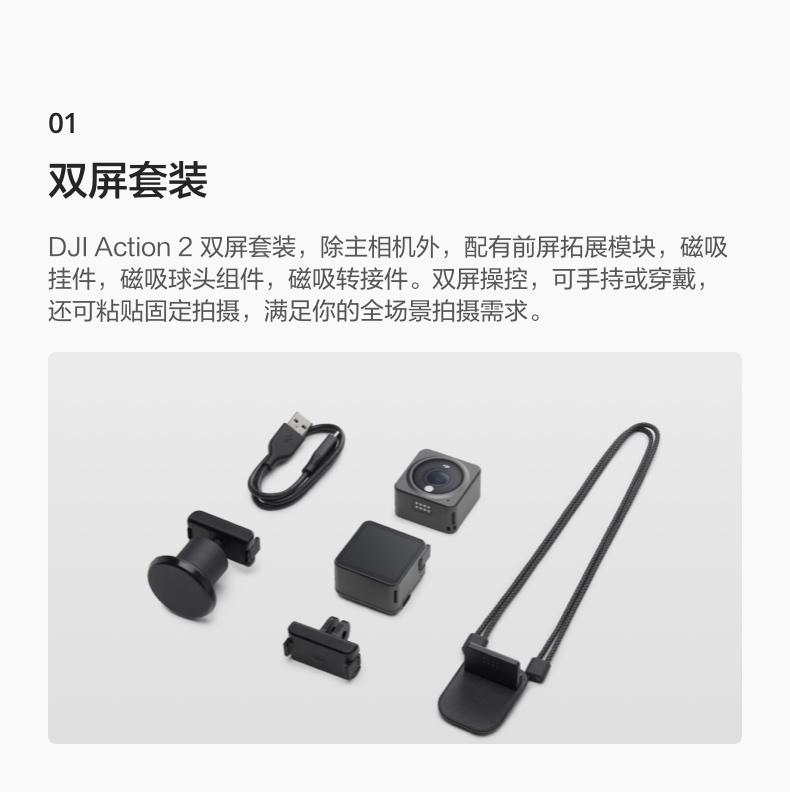 01
双屏套装
DJI Action 2 双屏套装，除主相机外，配有前屏拓展模块，磁吸
挂件，磁吸球头组件，磁吸转接件。双屏操控，可手持或穿戴，
还可粘贴固定拍摄，满足你的全场景拍摄需求。